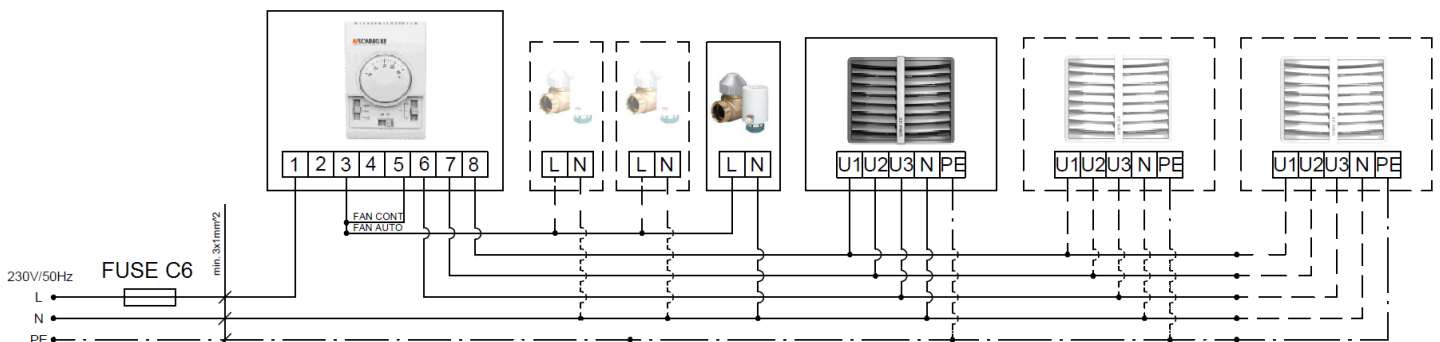 1 2 3 4 5 6 7 8
L N
L N
L N
U1 U2 U3 N PE
U1 U2 U3 N PE
U1 U2 U3 N PE
FAN CONT
FAN AUTO
min. 3x1mm^2
230V/50Hz
FUSE C6
L
N
PE